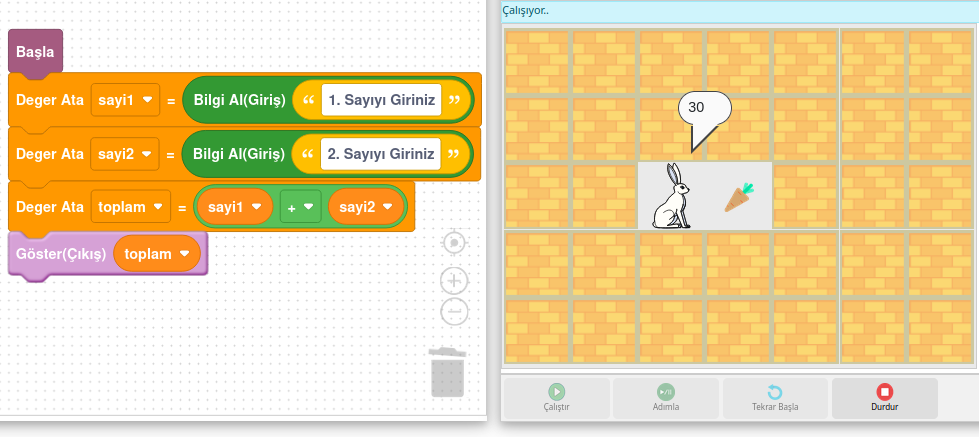 Başla
Deger Ata sayi1 = Bilgi Al(Giriş) “ 1. Sayıyı Giriniz ”
Deger Ata sayi2 = Bilgi Al(Giriş) “ 2. Sayıyı Giriniz ”
Deger Ata toplam = sayi1 + sayi2
Göster(Çıkış) toplam
Çalışıyor..
30
Çalıştır Adımla Tekrar Başla Durdur